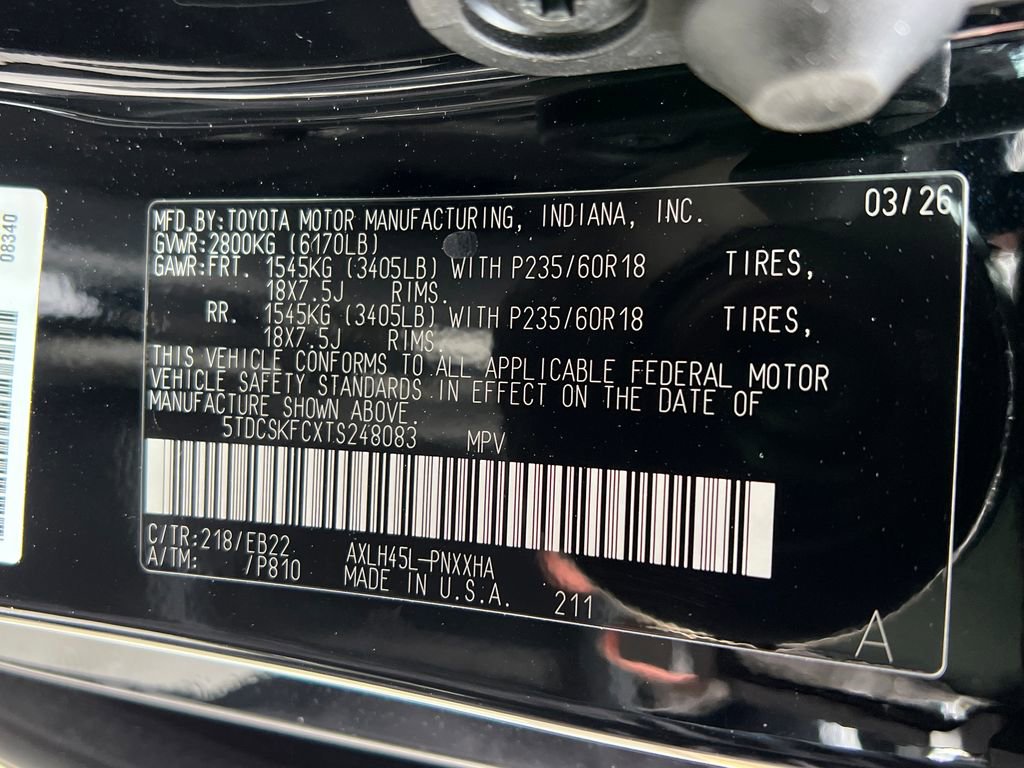 08340
MFD.BY:TOYOTA MOTOR MANUFACTURING, INDIANA, INC. 03/26
GVWR:2800KG (6170LB)
GAWR:FRT. 1545KG (3405LB) WITH P235/60R18 TIRES,
18X7.5J RIMS.
RR. 1545KG (3405LB) WITH P235/60R18 TIRES,
18X7.5J RIMS.
THIS VEHICLE CONFORMS TO ALL APPLICABLE FEDERAL MOTOR
VEHICLE SAFETY STANDARDS IN EFFECT ON THE DATE OF
MANUFACTURE SHOWN ABOVE.
5TDCSKFCXTS248083 MPV
C/TR:218/EB22 AXLH45L-PNXXHA
A/TM: /P810 MADE IN U.S.A. 211
A